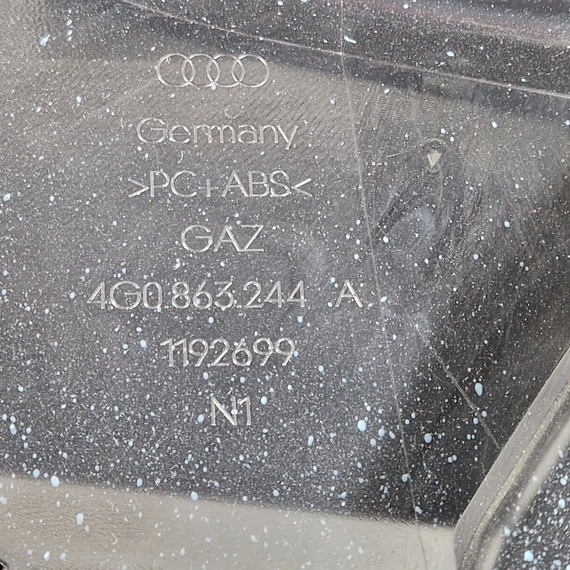 Germany
>PC+ABS<
GAZ
4G0.863.244 A
1192699
N1